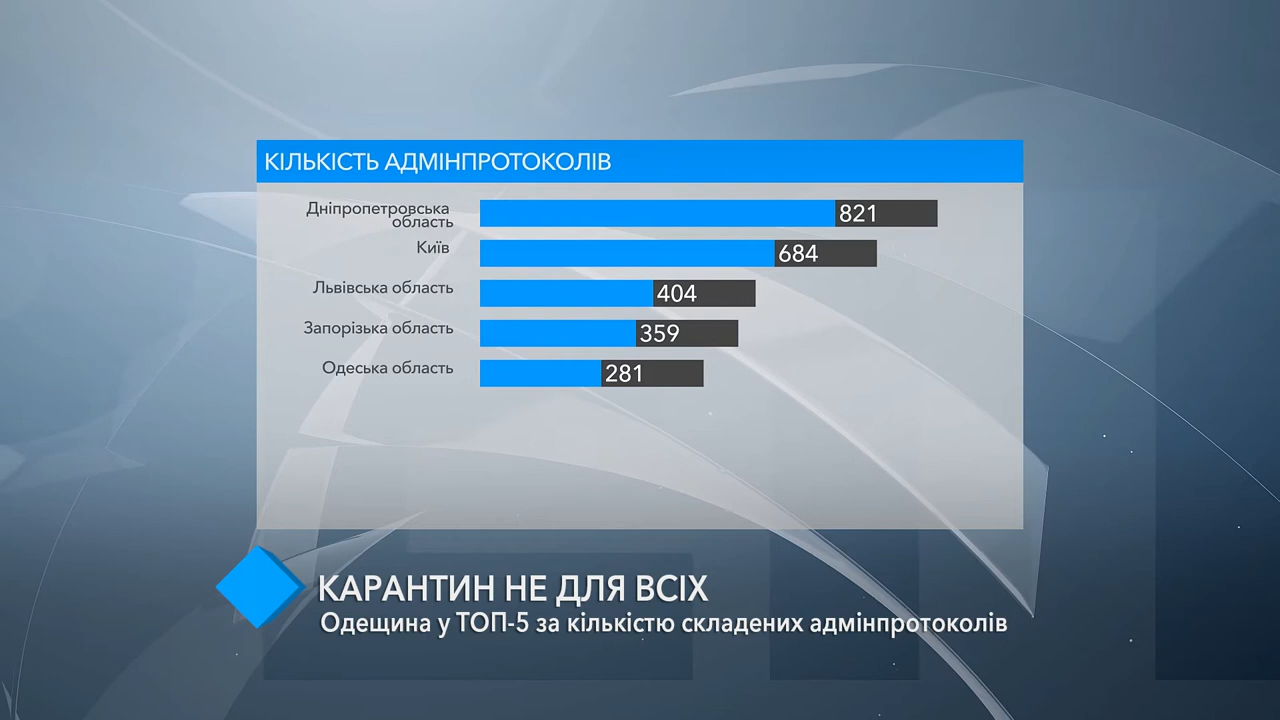 КІЛЬКІСТЬ АДМІНПРОТОКОЛІВ
Дніпропетровська
область
821
Київ
684
Львівська область
404
Запорізька область
359
Одеська область
281
КАРАНТИН НЕ ДЛЯ ВСІХ
Одещина у ТОП-5 за кількістю складених адмінпротоколів